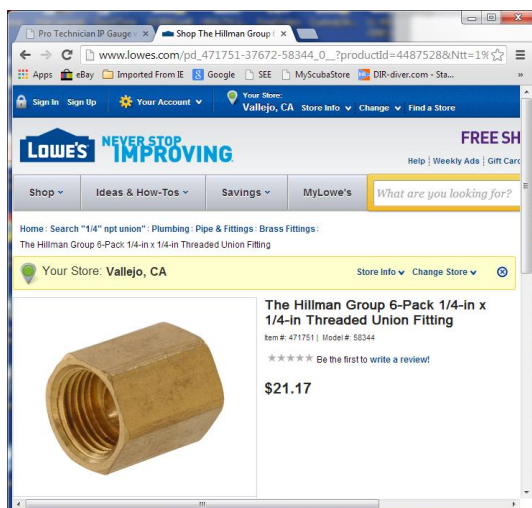 Pro Technician IP Gauge v
Shop The Hillman Group
www.lowes.com/pd_471751-37672-58344_0__?productId=4487528&Ntt=1%
Apps eBay Imported From IE Google SEE MyScubaStore DIR-diver.com - Sta... »
Sign In Sign Up Your Account Your Store:
Vallejo, CA Store Info Change Find a Store
LOWE'S NEVER STOP
IMPROVING FREE SH
Help Weekly Ads Gift Card
Shop Ideas & How-Tos Savings MyLowe's What are you looking for?
Home: Search "1/4" npt union": Plumbing: Pipe & Fittings: Brass Fittings:
The Hillman Group 6-Pack 1/4-in x 1/4-in Threaded Union Fitting
Your Store: Vallejo, CA Store Info Change Store
The Hillman Group 6-Pack 1/4-in x
1/4-in Threaded Union Fitting
Item #: 471751 | Model #: 58344
Be the first to write a review!
$21.17